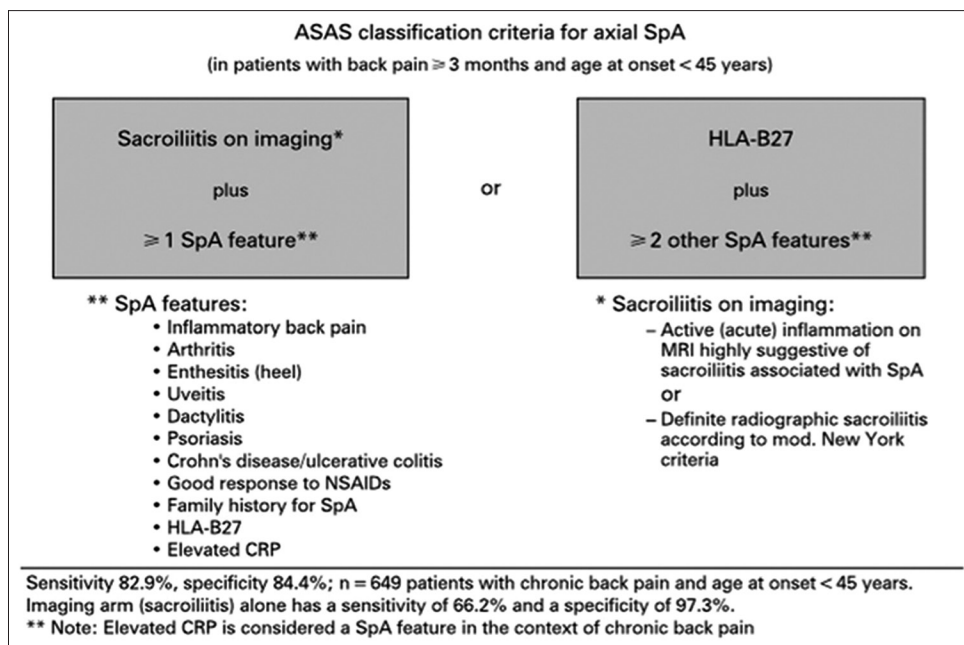 ASAS classification criteria for axial SpA
(in patients with back pain ⩾ 3 months and age at onset < 45 years)
Sacroiliitis on imaging*
plus
⩾ 1 SpA feature**
or
HLA-B27
plus
⩾ 2 other SpA features**
** SpA features:
• Inflammatory back pain
• Arthritis
• Enthesitis (heel)
• Uveitis
• Dactylitis
• Psoriasis
• Crohn's disease/ulcerative colitis
• Good response to NSAIDs
• Family history for SpA
• HLA-B27
• Elevated CRP
* Sacroiliitis on imaging:
– Active (acute) inflammation on
MRI highly suggestive of
sacroiliitis associated with SpA
or
– Definite radiographic sacroiliitis
according to mod. New York
criteria
Sensitivity 82.9%, specificity 84.4%; n = 649 patients with chronic back pain and age at onset < 45 years.
Imaging arm (sacroiliitis) alone has a sensitivity of 66.2% and a specificity of 97.3%.
** Note: Elevated CRP is considered a SpA feature in the context of chronic back pain